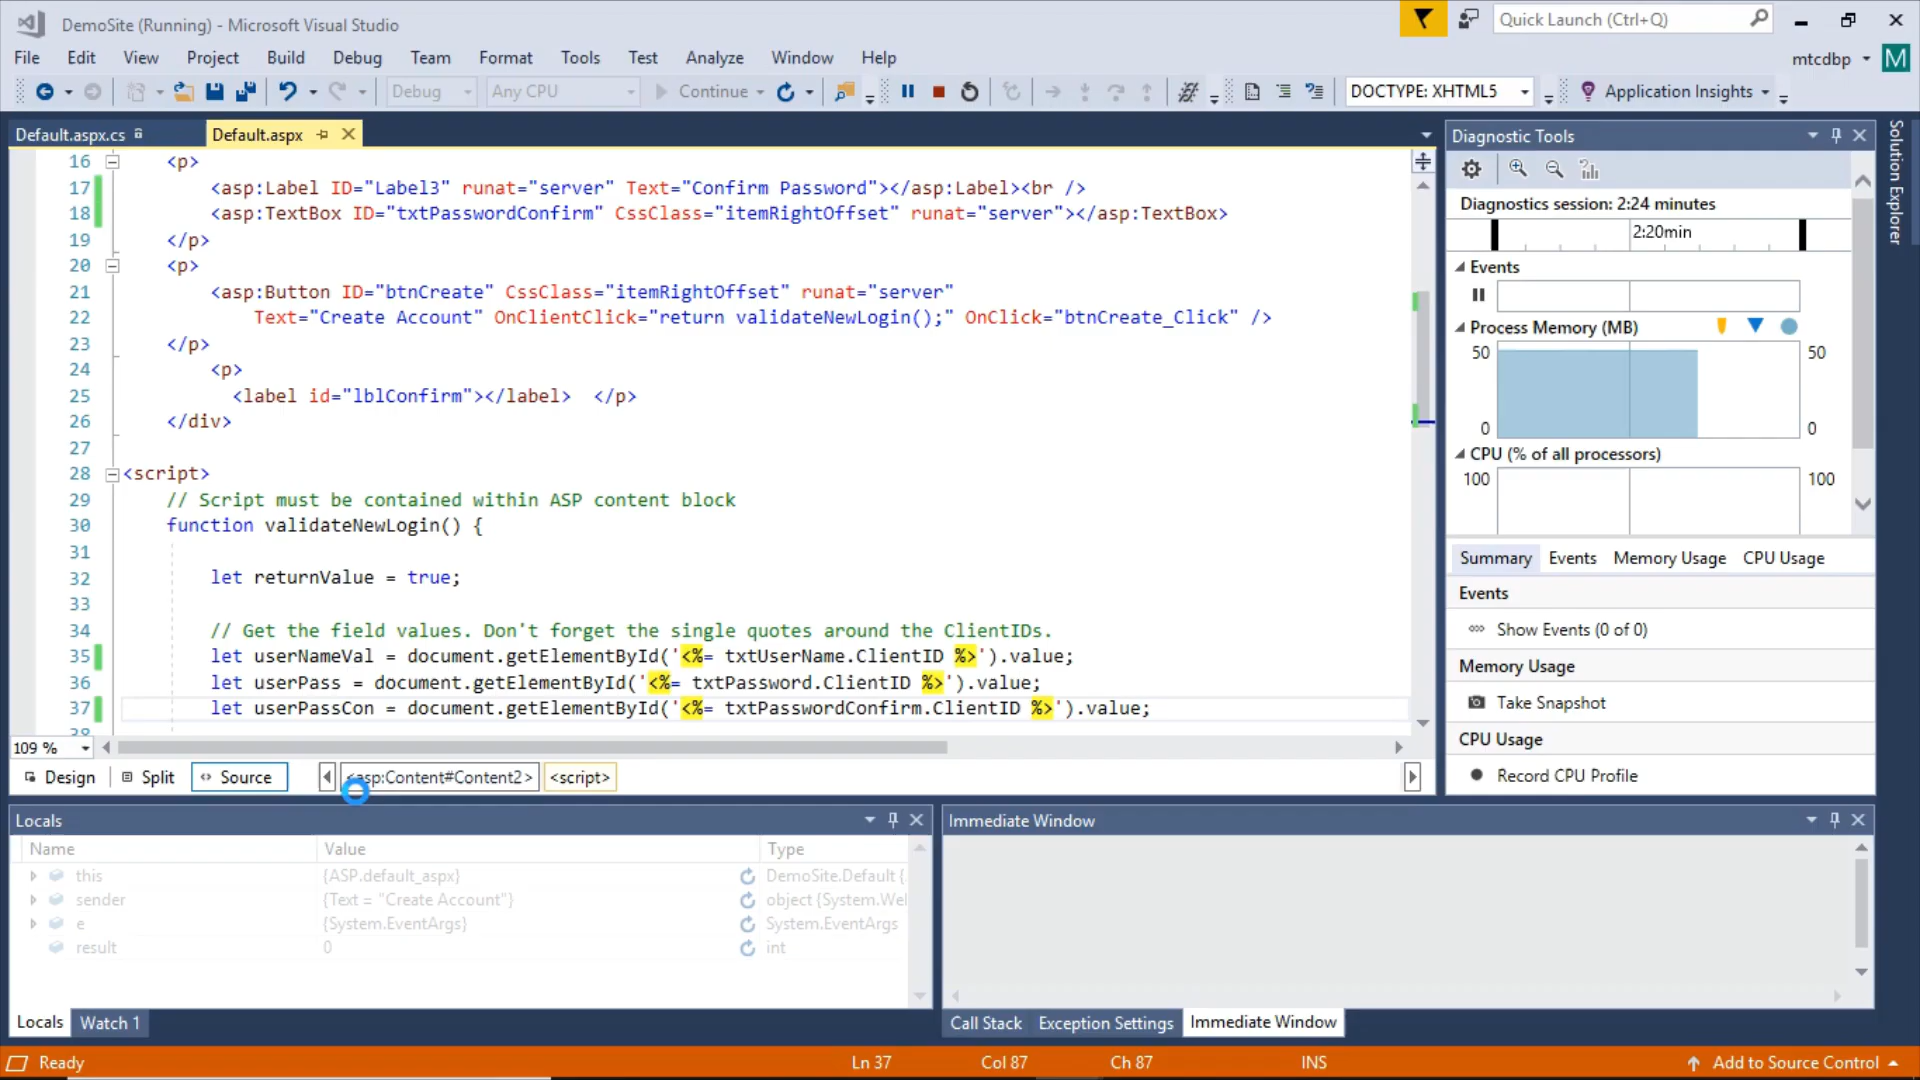 DemoSite (Running) - Microsoft Visual Studio
Quick Launch (Ctrl+Q)
File Edit View Project Build Debug Team Format Tools Test Analyze Window Help
mtcdbp M
Debug Any CPU Continue DOCTYPE: XHTML5 Application Insights
Default.aspx.cs Default.aspx
16 <p>
17 <asp:Label ID="Label3" runat="server" Text="Confirm Password"></asp:Label><br />
18 <asp:TextBox ID="txtPasswordConfirm" CssClass="itemRightOffset" runat="server"></asp:TextBox>
19 </p>
20 <p>
21 <asp:Button ID="btnCreate" CssClass="itemRightOffset" runat="server"
22 Text="Create Account" OnClientClick="return validateNewLogin();" OnClick="btnCreate_Click" />
23 </p>
24 <p>
25 <label id="lblConfirm"></label> </p>
26 </div>
27
28 <script>
29 // Script must be contained within ASP content block
30 function validateNewLogin() {
31
32 let returnValue = true;
33
34 // Get the field values. Don't forget the single quotes around the ClientIDs.
35 let userNameVal = document.getElementById('<%= txtUserName.ClientID %>').value;
36 let userPass = document.getElementById('<%= txtPassword.ClientID %>').value;
37 let userPassCon = document.getElementById('<%= txtPasswordConfirm.ClientID %>').value;
38
109 %
Design Split Source <asp:Content#Content2> <script>
Diagnostic Tools
Diagnostics session: 2:24 minutes
2:20min
Events
Process Memory (MB)
50 50
0 0
CPU (% of all processors)
100 100
Summary Events Memory Usage CPU Usage
Events
Show Events (0 of 0)
Memory Usage
Take Snapshot
CPU Usage
Record CPU Profile
Solution Explorer
Locals
Name Value Type
this {ASP.default_aspx} DemoSite.Default {
sender {Text = "Create Account"} object {System.Wel
e {System.EventArgs} System.EventArgs
result 0 int
Locals Watch 1
Immediate Window
Call Stack Exception Settings Immediate Window
Ready Ln 37 Col 87 Ch 87 INS Add to Source Control